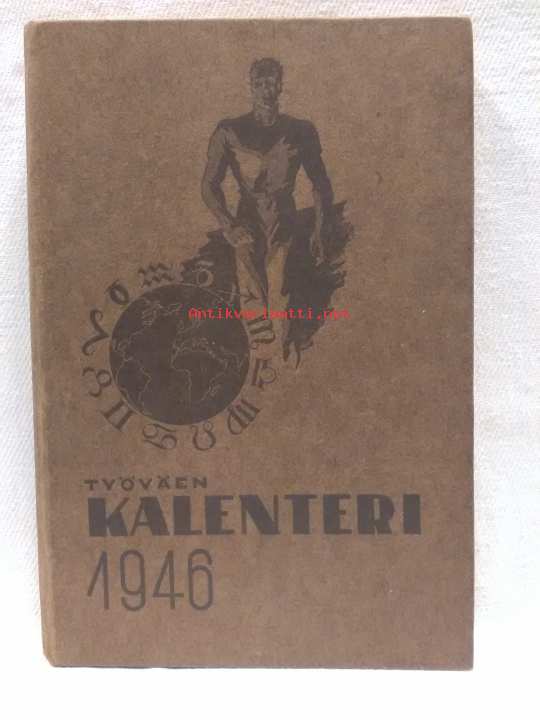 Antikvariaatti.net
TYÖVÄEN
KALENTERI
1946